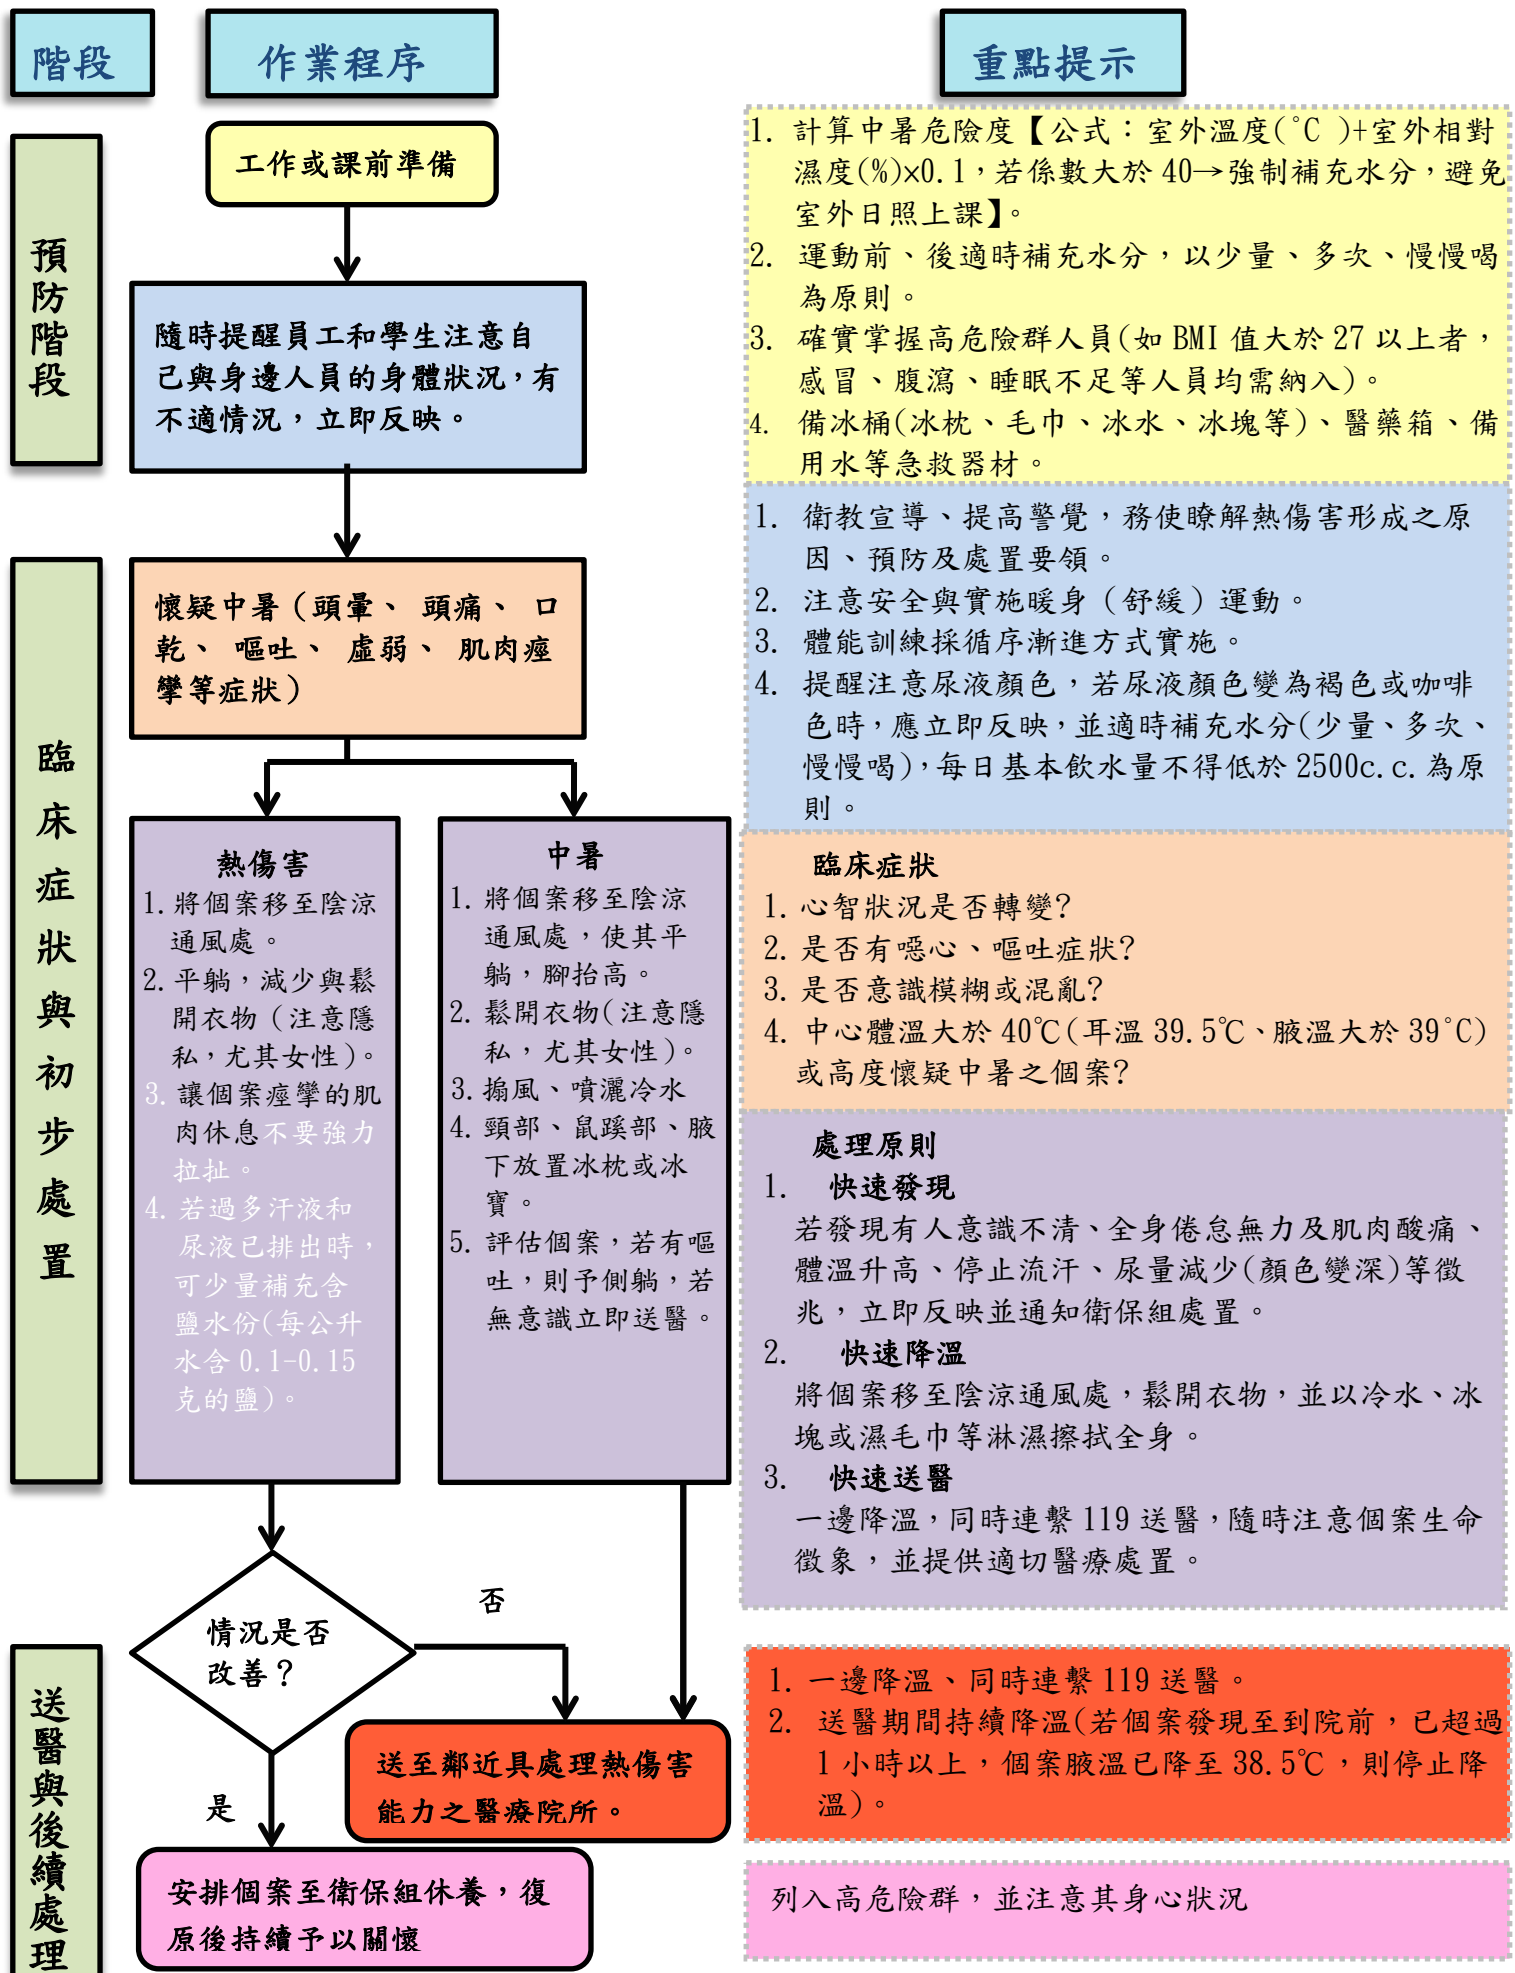 階段
作業程序
重點提示
預防階段
工作或課前準備
隨時提醒員工和學生注意自
己與身邊人員的身體狀況，有
不適情況，立即反映。
1. 計算中暑危險度【公式：室外溫度(°C )+室外相對
濕度(%)×0.1，若係數大於 40→強制補充水分，避免
室外日照上課】。
2. 運動前、後適時補充水分，以少量、多次、慢慢喝
為原則。
3. 確實掌握高危險群人員(如 BMI 值大於 27 以上者，
感冒、腹瀉、睡眠不足等人員均需納入)。
4. 備冰桶(冰枕、毛巾、冰水、冰塊等)、醫藥箱、備
用水等急救器材。
1. 衛教宣導、提高警覺，務使瞭解熱傷害形成之原
因、預防及處置要領。
2. 注意安全與實施暖身（舒緩）運動。
3. 體能訓練採循序漸進方式實施。
4. 提醒注意尿液顏色，若尿液顏色變為褐色或咖啡
色時，應立即反映，並適時補充水分(少量、多次、
慢慢喝)，每日基本飲水量不得低於 2500c.c.為原
則。
臨床症狀與初步處置
懷疑中暑（頭暈、 頭痛、 口
乾、 嘔吐、 虛弱、 肌肉痙
攣等症狀）
熱傷害
1. 將個案移至陰涼
通風處。
2. 平躺，減少與鬆
開衣物（注意隱
私，尤其女性)。
3. 讓個案痙攣的肌
肉休息不要強力
拉扯。
4. 若過多汗液和
尿液已排出時，
可少量補充含
鹽水份(每公升
水含 0.1-0.15
克的鹽)。
中暑
1. 將個案移至陰涼
通風處，使其平
躺，腳抬高。
2. 鬆開衣物(注意隱
私，尤其女性)。
3. 搧風、噴灑冷水
4. 頸部、鼠蹊部、腋
下放置冰枕或冰
寶。
5. 評估個案，若有嘔
吐，則予側躺，若
無意識立即送醫。
臨床症狀
1. 心智狀況是否轉變?
2. 是否有噁心、嘔吐症狀?
3. 是否意識模糊或混亂?
4. 中心體溫大於 40℃(耳溫 39.5℃、腋溫大於 39°C)
或高度懷疑中暑之個案?
處理原則
1. 快速發現
若發現有人意識不清、全身倦怠無力及肌肉酸痛、
體溫升高、停止流汗、尿量減少(顏色變深)等徵
兆，立即反映並通知衛保組處置。
2. 快速降溫
將個案移至陰涼通風處，鬆開衣物，並以冷水、冰
塊或濕毛巾等淋濕擦拭全身。
3. 快速送醫
一邊降溫，同時連繫 119 送醫，隨時注意個案生命
徵象，並提供適切醫療處置。
送醫與後續處理
情況是否
改善？
否
是
送至鄰近具處理熱傷害
能力之醫療院所。
安排個案至衛保組休養，復
原後持續予以關懷
1. 一邊降溫、同時連繫 119 送醫。
2. 送醫期間持續降溫(若個案發現至到院前，已超過
1 小時以上，個案腋溫已降至 38.5℃，則停止降
溫)。
列入高危險群，並注意其身心狀況